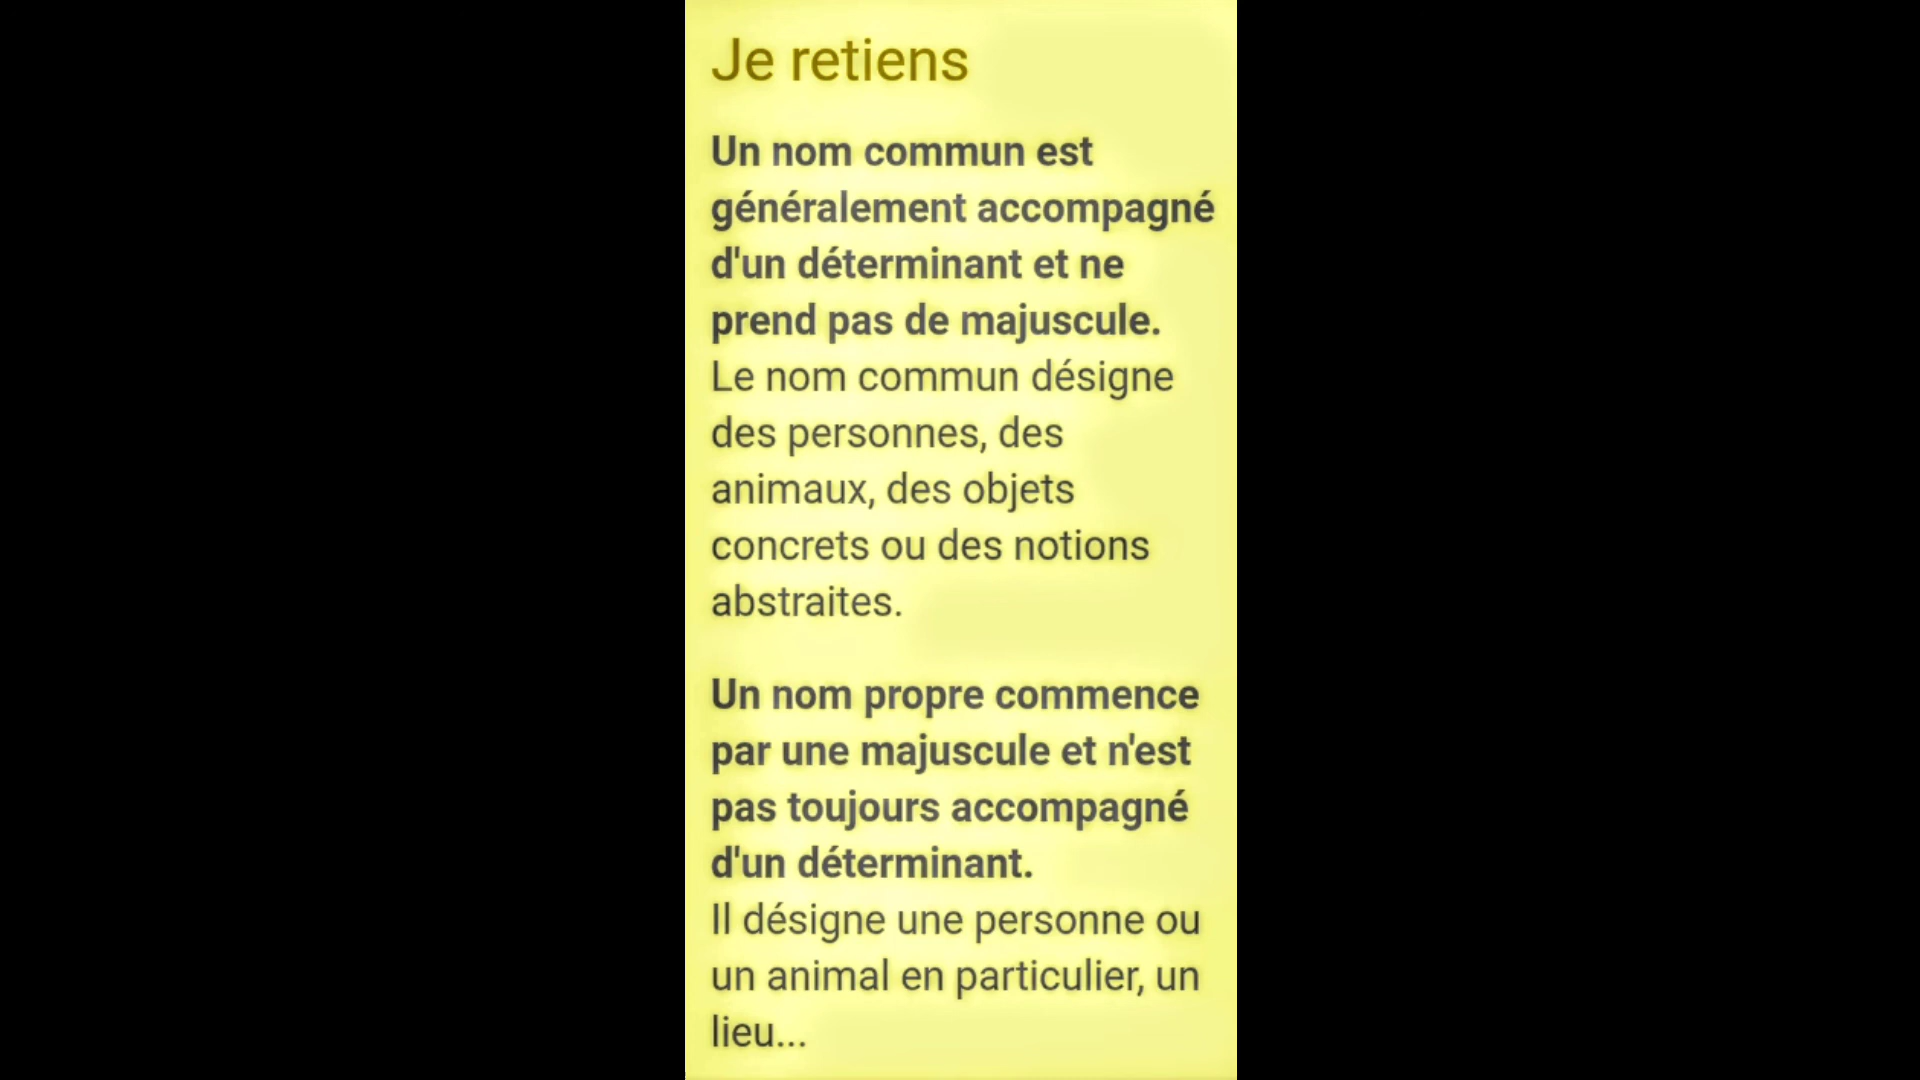 Je retiens
Un nom commun est
généralement accompagné
d'un déterminant et ne
prend pas de majuscule.
Le nom commun désigne
des personnes, des
animaux, des objets
concrets ou des notions
abstraites.
Un nom propre commence
par une majuscule et n'est
pas toujours accompagné
d'un déterminant.
Il désigne une personne ou
un animal en particulier, un
lieu...